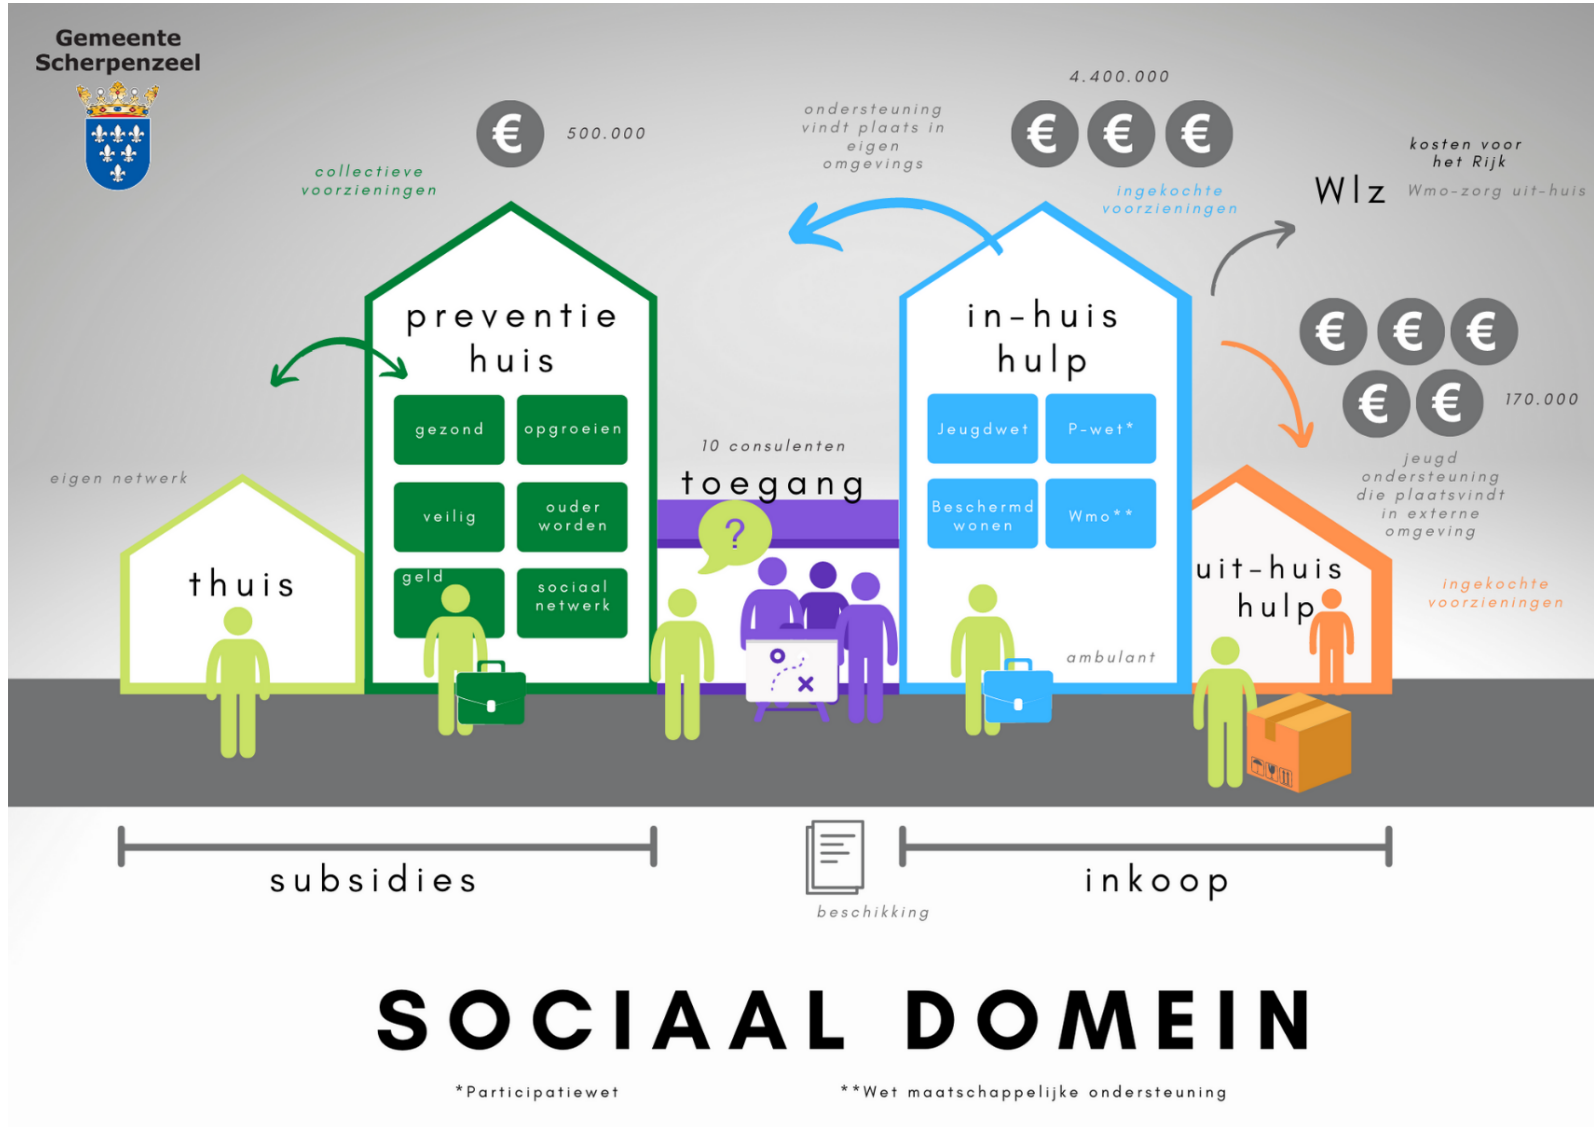 Gemeente
Scherpenzeel
€
500.000
collectieve
voorzieningen
ondersteuning
vindt plaats in
eigen
omgevings
4.400.000
€ € €
ingekochte
voorzieningen
kosten voor
het Rijk
Wlz
Wmo-zorg uit-huis
preventie
huis
gezond
opgroeien
veilig
ouder
worden
geld
sociaal
netwerk
eigen netwerk
thuis
10 consulenten
toegang
?
in-huis
hulp
Jeugdwet
P-wet*
Beschermd
wonen
Wmo**
ambulant
€ € €
€ €
170.000
jeugd
ondersteuning
die plaatsvindt
in externe
omgeving
uit-huis
hulp
ingekochte
voorzieningen
subsidies
beschikking
inkoop
SOCIAAL DOMEIN
*Participatiewet
**Wet maatschappelijke ondersteuning